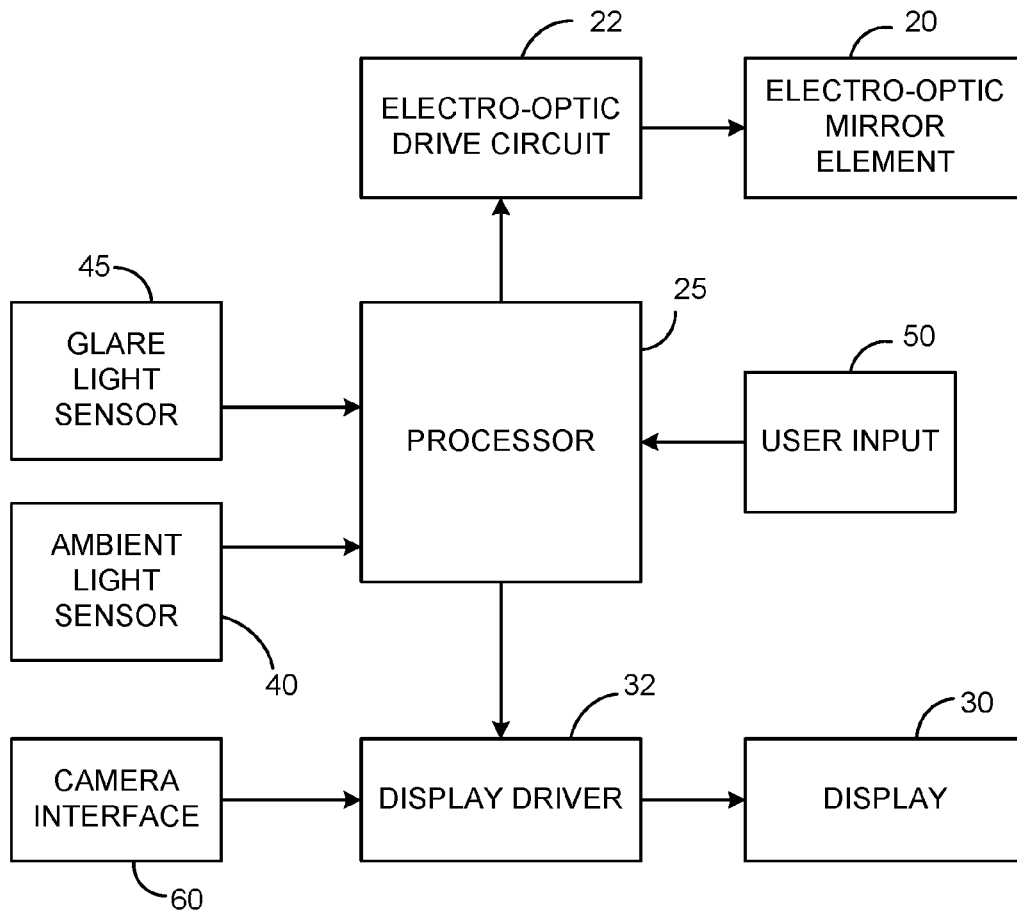 22
20
ELECTRO-OPTIC
DRIVE CIRCUIT
ELECTRO-OPTIC
MIRROR
ELEMENT
45
25
50
GLARE
LIGHT
SENSOR
PROCESSOR
USER INPUT
AMBIENT
LIGHT
SENSOR
40
32
30
CAMERA
INTERFACE
DISPLAY DRIVER
DISPLAY
60